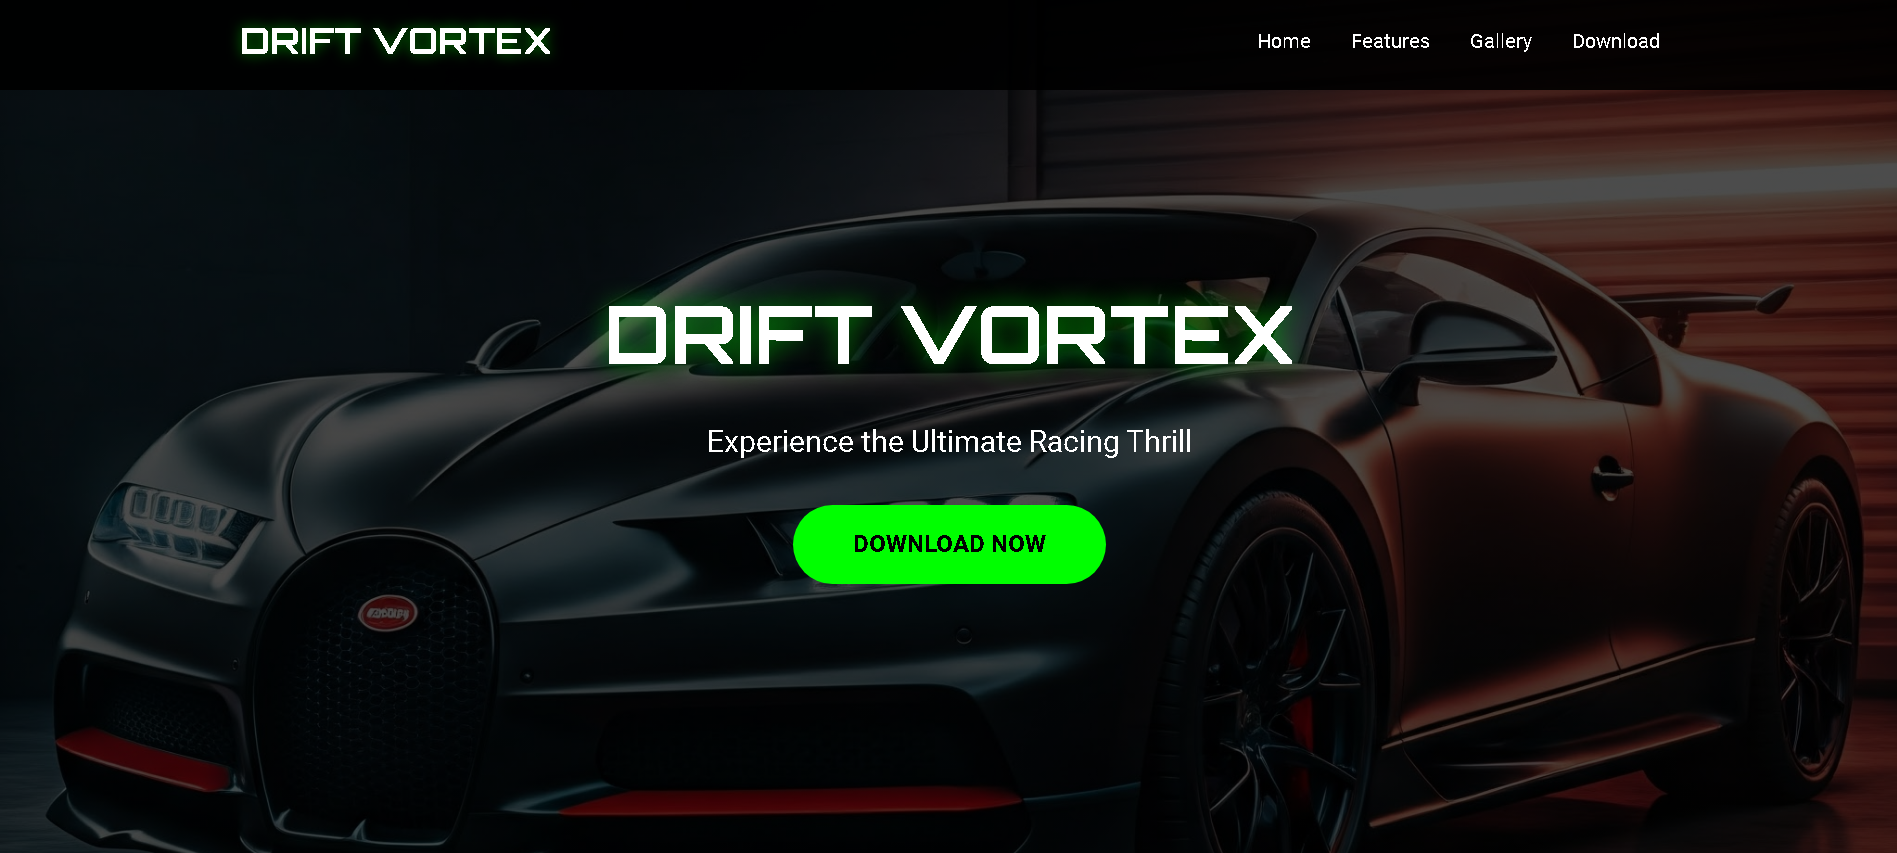 DRIFT VORTEX
Home Features Gallery Download
DRIFT VORTEX
Experience the Ultimate Racing Thrill
DOWNLOAD NOW